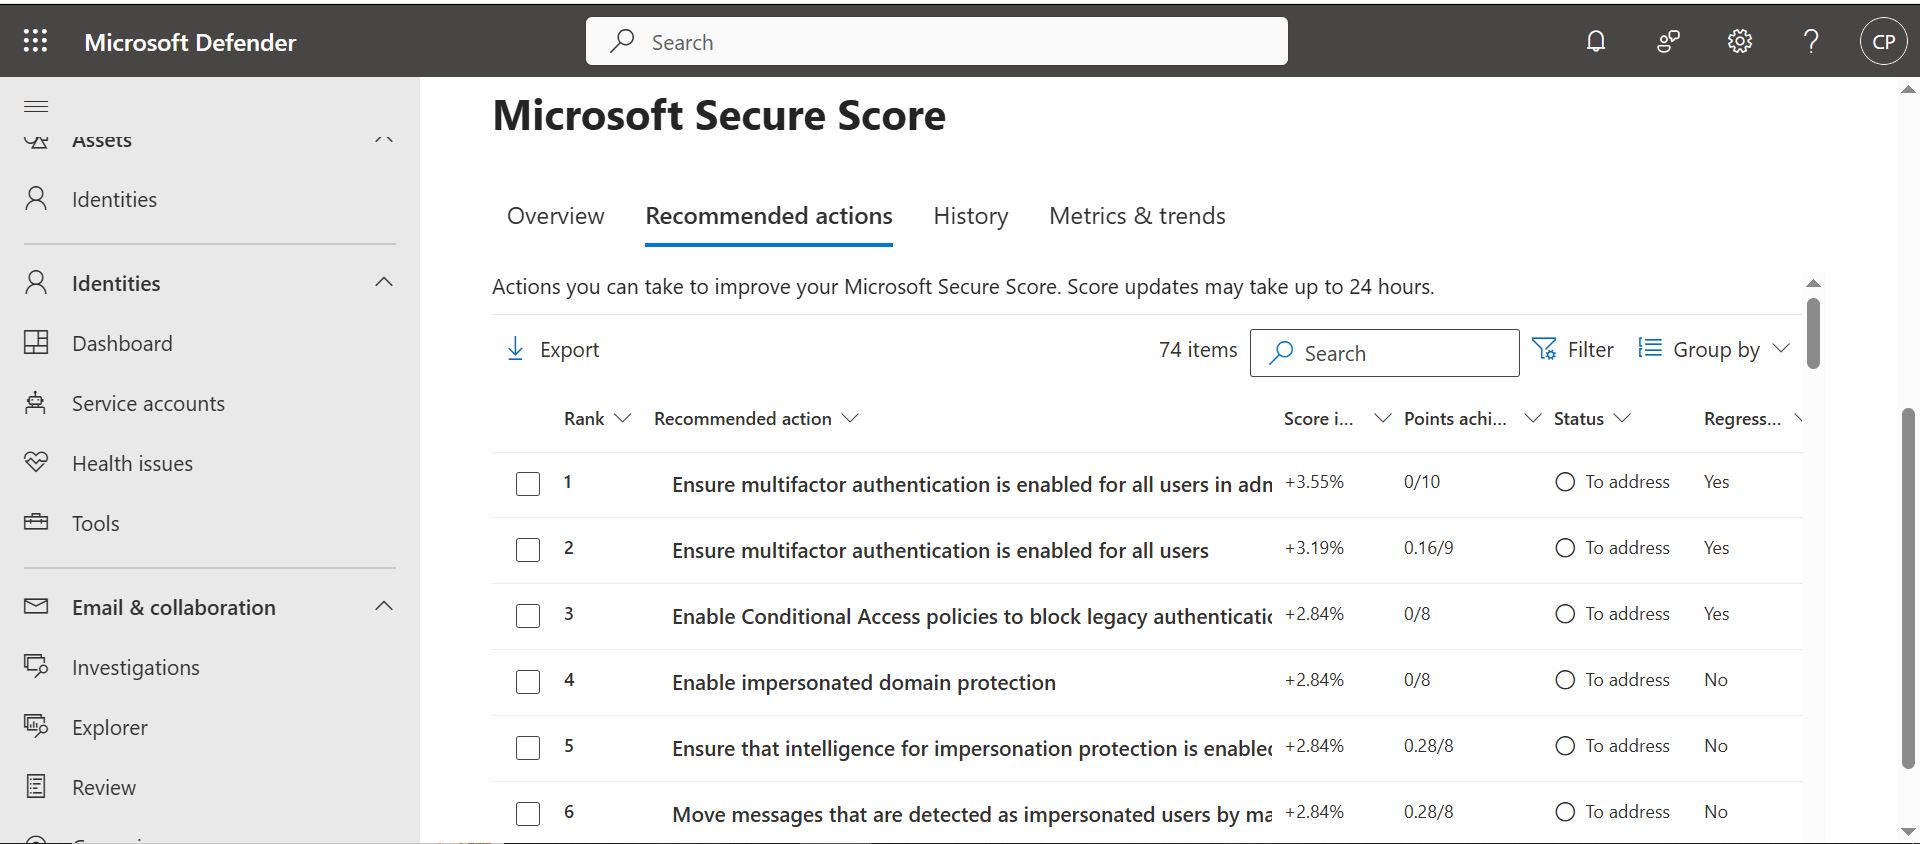 Microsoft Defender
Search
CP
Assets
Identities
Identities
Dashboard
Service accounts
Health issues
Tools
Email & collaboration
Investigations
Explorer
Review
Microsoft Secure Score
Overview Recommended actions History Metrics & trends
Actions you can take to improve your Microsoft Secure Score. Score updates may take up to 24 hours.
Export 74 items Search Filter Group by
Rank Recommended action Score i... Points achi... Status Regress...
1 Ensure multifactor authentication is enabled for all users in +3.55% 0/10 To address Yes
2 Ensure multifactor authentication is enabled for all users +3.19% 0.16/9 To address Yes
3 Enable Conditional Access policies to block legacy authenticatic +2.84% 0/8 To address Yes
4 Enable impersonated domain protection +2.84% 0/8 To address No
5 Ensure that intelligence for impersonation protection is enabled +2.84% 0.28/8 To address No
6 Move messages that are detected as impersonated users by ma +2.84% 0.28/8 To address No